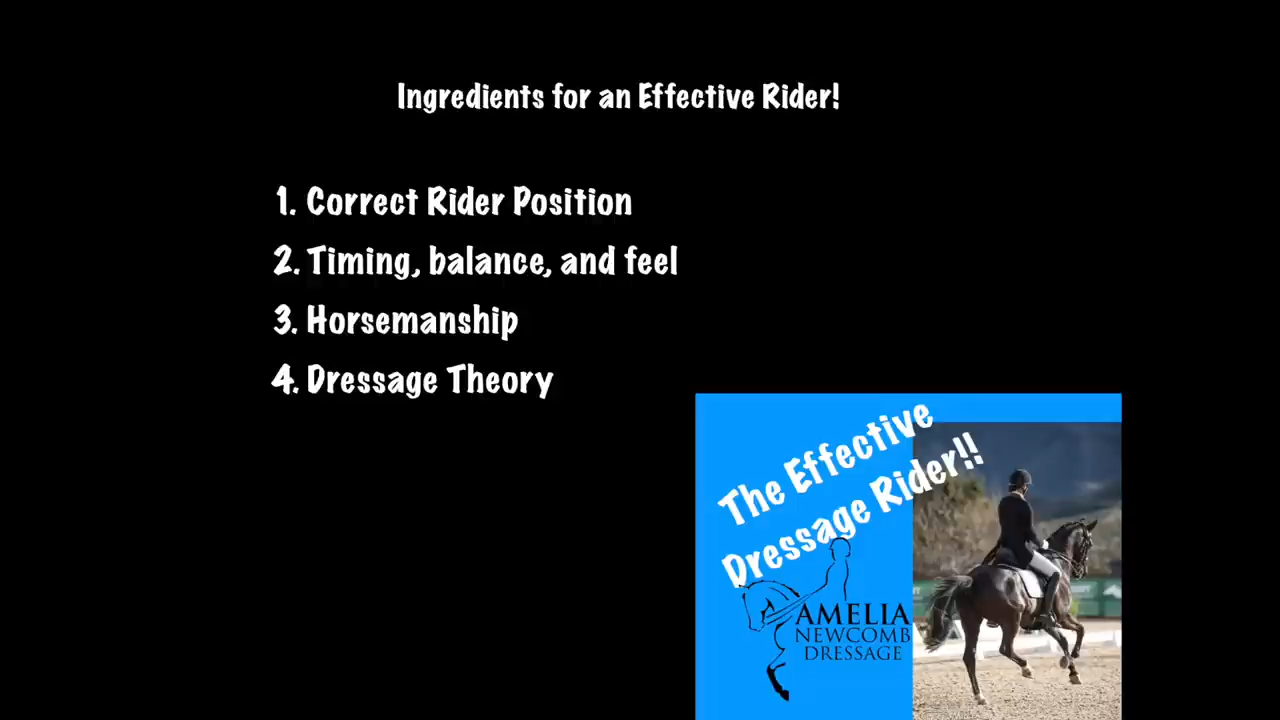 Ingredients for an Effective Rider!
1. Correct Rider Position
2. Timing, balance, and feel
3. Horsemanship
4. Dressage Theory
The Effective
Dressage Rider!!
AMELIA
NEWCOMB
DRESSAGE